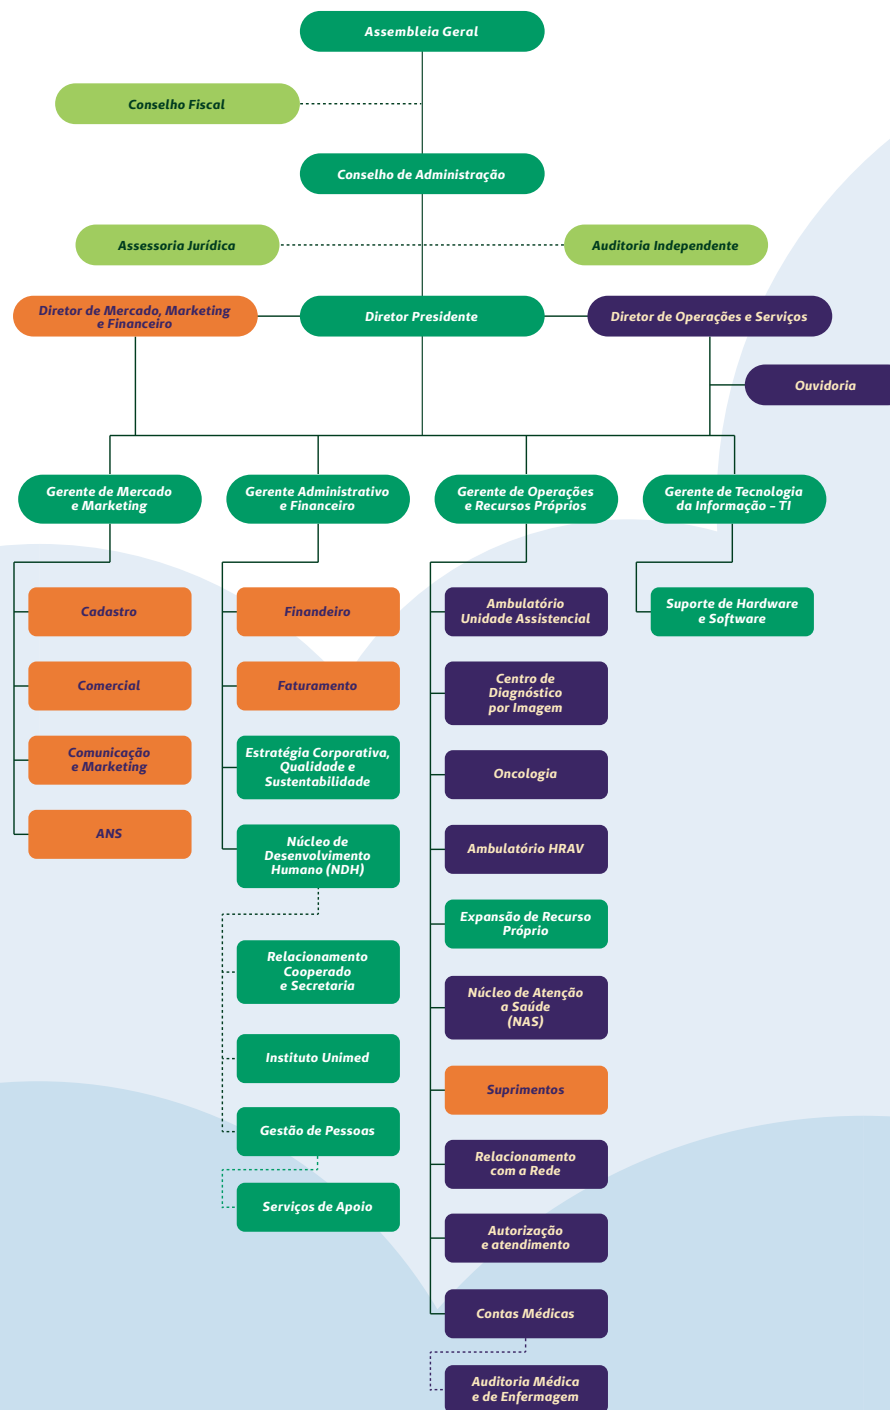 Assembleia Geral
Conselho Fiscal
Conselho de Administração
Assessoria Jurídica
Auditoria Independente
Diretor de Mercado, Marketing
e Financeiro
Diretor Presidente
Diretor de Operações e Serviços
Ouvidoria
Gerente de Mercado
e Marketing
Gerente Administrativo
e Financeiro
Gerente de Operações
e Recursos Próprios
Gerente de Tecnologia
da Informação - TI
Cadastro
Comercial
Comunicação
e Marketing
ANS
Findeiro
Faturamento
Estratégia Corporativa,
Qualidade e
Sustentabilidade
Núcleo de
Desenvolvimento
Humano (NDH)
Relacionamento
Cooperado
e Secretaria
Instituto Unimed
Gestão de Pessoas
Serviços de Apoio
Ambulatório
Unidade Assistencial
Centro de
Diagnóstico
por Imagem
Oncologia
Ambulatório HRAV
Expansão de Recurso
Próprio
Núcleo de Atenção
a Saúde
(NAS)
Suprimentos
Relacionamento
com a Rede
Autorização
e atendimento
Contas Médicas
Auditoria Médica
e de Enfermagem
Suporte de Hardware
e Software